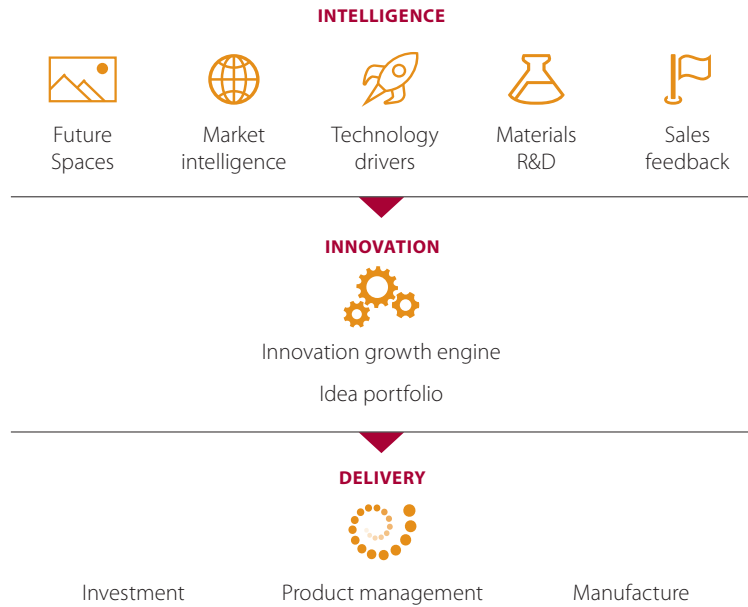 INTELLIGENCE
Future Spaces
Market intelligence
Technology drivers
Materials R&D
Sales feedback
INNOVATION
Innovation growth engine
Idea portfolio
DELIVERY
Investment
Product management
Manufacture